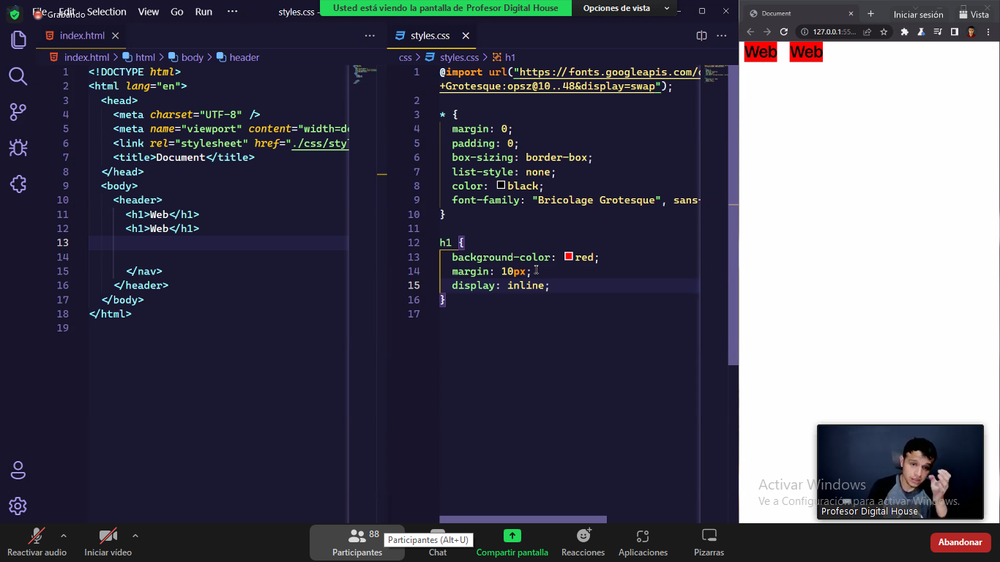 File Edit Selection View Go Run ···
Grabando
styles.css -
Usted está viendo la pantalla de Profesor Digital House
Opciones de vista
index.html
index.html > html > body > header
1 <!DOCTYPE html>
2 <html lang="en">
3 <head>
4 <meta charset="UTF-8" />
5 <meta name="viewport" content="width=de
6 <link rel="stylesheet" href="./css/sty
7 <title>Document</title>
8 </head>
9 <body>
10 <header>
11 <h1>Web</h1>
12 <h1>Web</h1>
13
14
15 </nav>
16 </header>
17 </body>
18 </html>
19
styles.css
css > styles.css > h1
1 @import url("https://fonts.googleapis.com/
+Grotesque:opsz@10..48&display=swap");
2
3 * {
4 margin: 0;
5 padding: 0;
6 box-sizing: border-box;
7 list-style: none;
8 color: black;
9 font-family: "Bricolage Grotesque", sans-
10 }
11
12 h1 {
13 background-color: red;
14 margin: 10px;
15 display: inline;
16 }
17
Document
Iniciar sesión
Vista
127.0.0.1:55...
Web Web
Activar Windows
Ve a Configuración para activar Windows.
Profesor Digital House
Reactivar audio
Iniciar vídeo
88
Participantes
Participantes (Alt+U)
Chat
Compartir pantalla
Reacciones
Aplicaciones
Pizarras
Abandonar